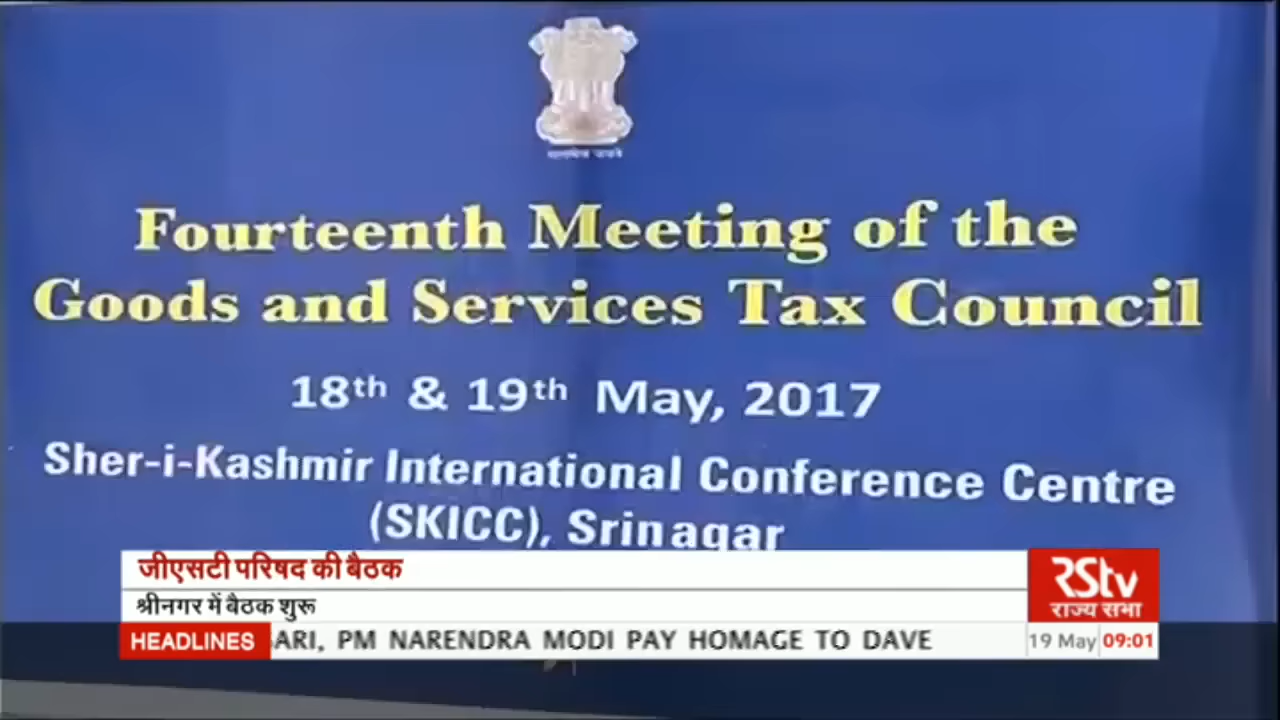 Fourteenth Meeting of the
Goods and Services Tax Council
18th & 19th May, 2017
Sher-i-Kashmir International Conference Centre
(SKICC), Srinagar
जीएसटी परिषद की बैठक
श्रीनगर में बैठक शुरू
RStv
राज्य सभा
HEADLINES ARI, PM NARENDRA MODI PAY HOMAGE TO DAVE
19 May 09:01